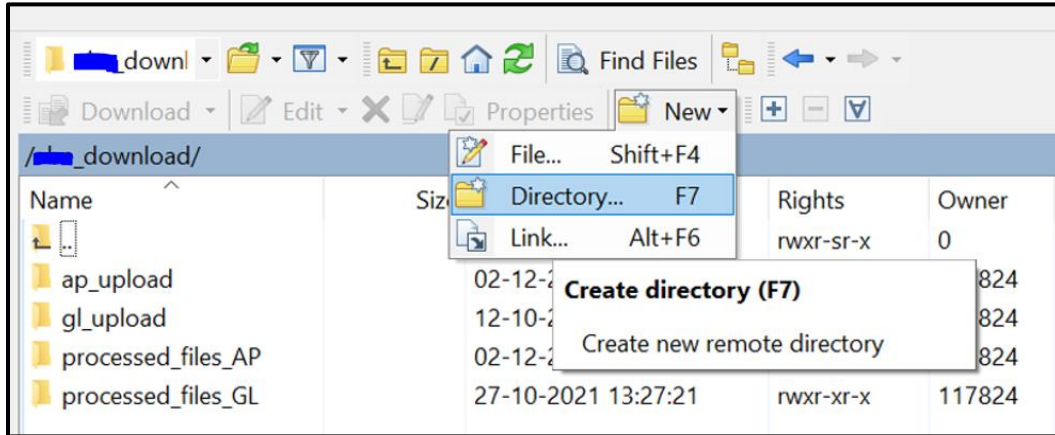 _downl
Find Files
Download Edit Properties New
/ _download/
File... Shift+F4
Name Siz Directory... F7 Rights Owner
.. Link... Alt+F6 rwxr-sr-x 0
ap_upload 02-12-2 824
Create directory (F7)
gl_upload 12-10-2 824
Create new remote directory
processed_files_AP 02-12-2 824
processed_files_GL 27-10-2021 13:27:21 rwxr-xr-x 117824